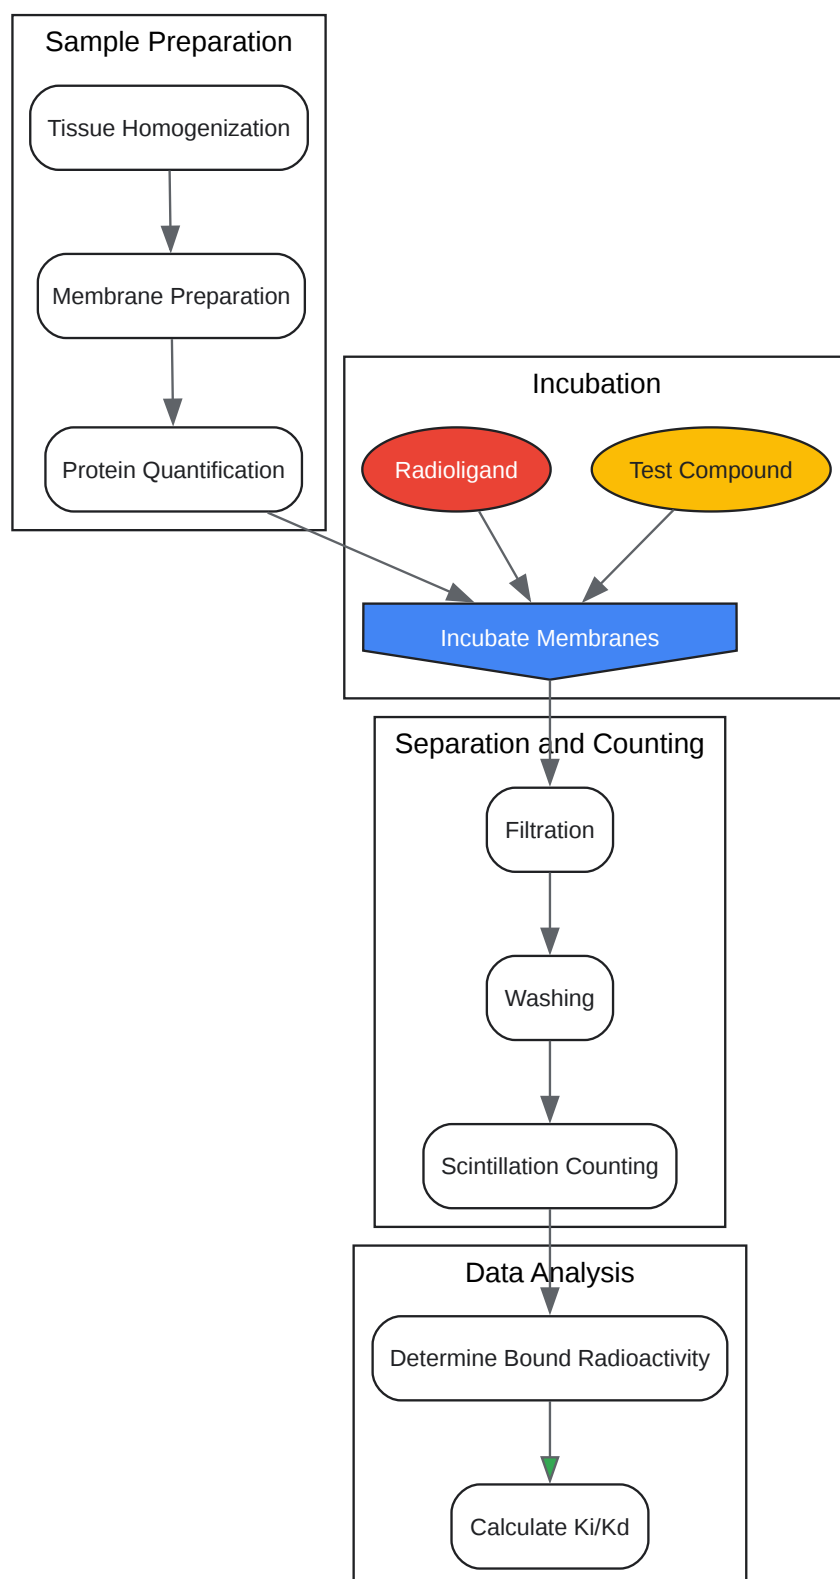 Sample Preparation
Tissue Homogenization
Membrane Preparation
Protein Quantification
Incubation
Radioligand
Test Compound
Incubate Membranes
Separation and Counting
Filtration
Washing
Scintillation Counting
Data Analysis
Determine Bound Radioactivity
Calculate Ki/Kd